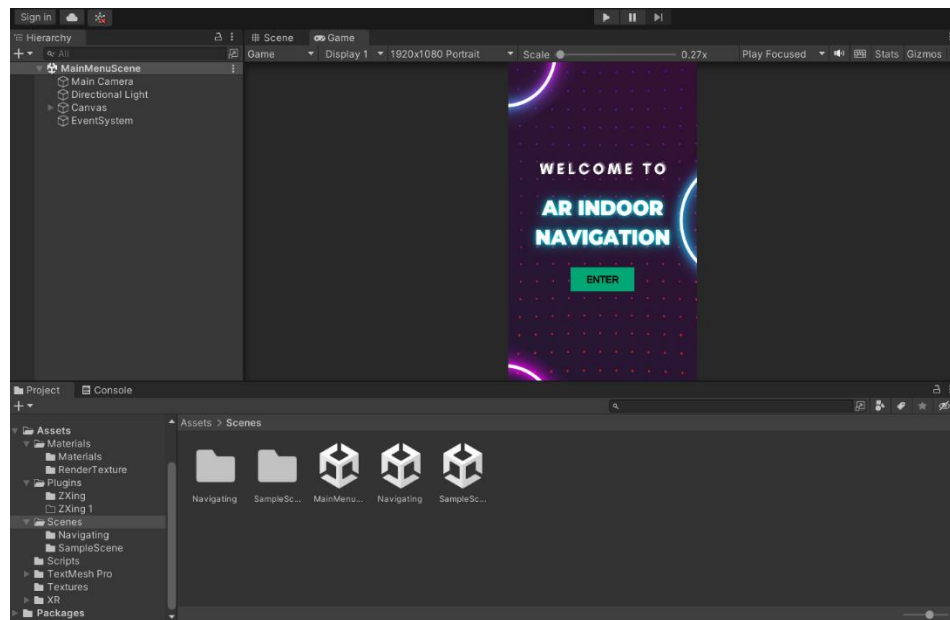 Sign in
Hierarchy
All
MainMenuScene
Main Camera
Directional Light
Canvas
EventSystem
Scene Game
Game Display 1 1920x1080 Portrait Scale 0.27x Play Focused Stats Gizmos
WELCOME TO
AR INDOOR
NAVIGATION
ENTER
Project Console
Assets
Materials
Materials
RenderTexture
Plugins
ZXing
ZXing 1
Scenes
Navigating
SampleScene
Scripts
TextMesh Pro
Textures
XR
Packages
Assets > Scenes
Navigating SampleSc... MainMenu... Navigating SampleSc...